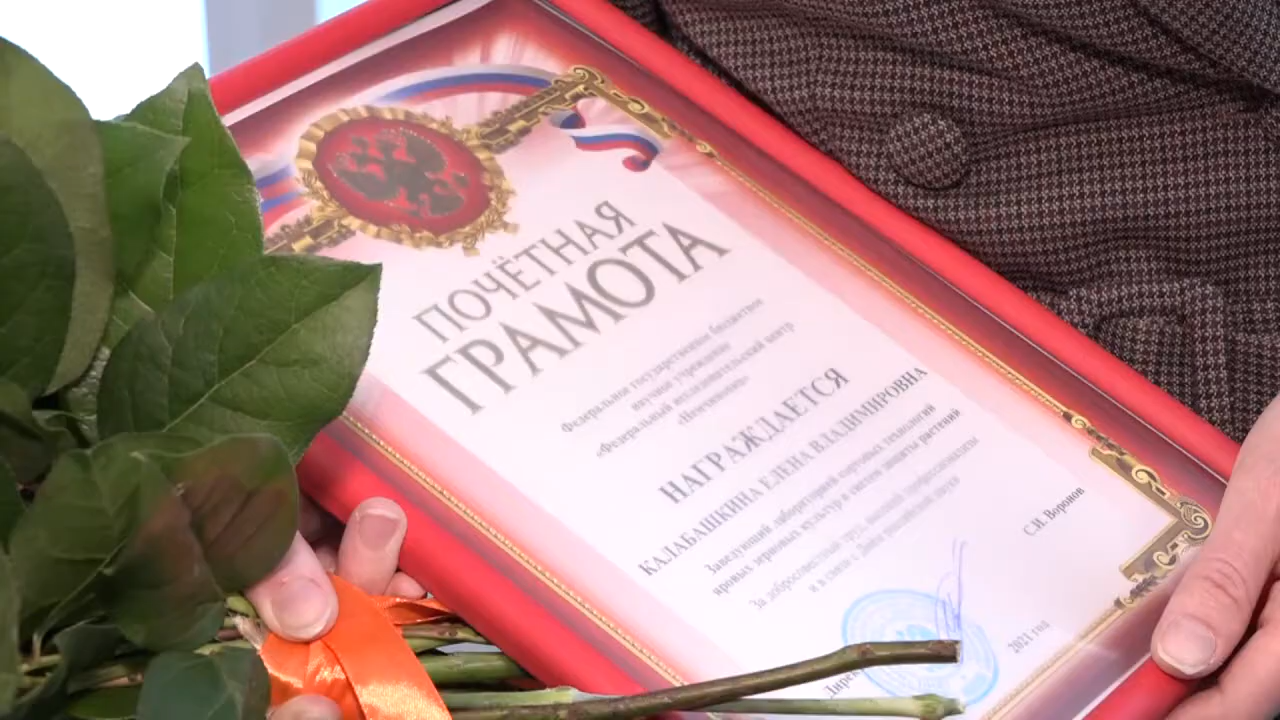 ПОЧЁТНАЯ
ГРАМОТА
Федеральное государственное бюджетное
научное учреждение
«Федеральный исследовательский центр
«Немчиновка»
НАГРАЖДАЕТСЯ
КАЛАБАШКИНА ЕЛЕНА ВЛАДИМИРОВНА
Заведующий лабораторией сортовых технологий
яровых зерновых культур и систем защиты растений
За добросовестный труд, высокий профессионализм
и в связи с Днём российской науки
С.И. Воронов
2021 год